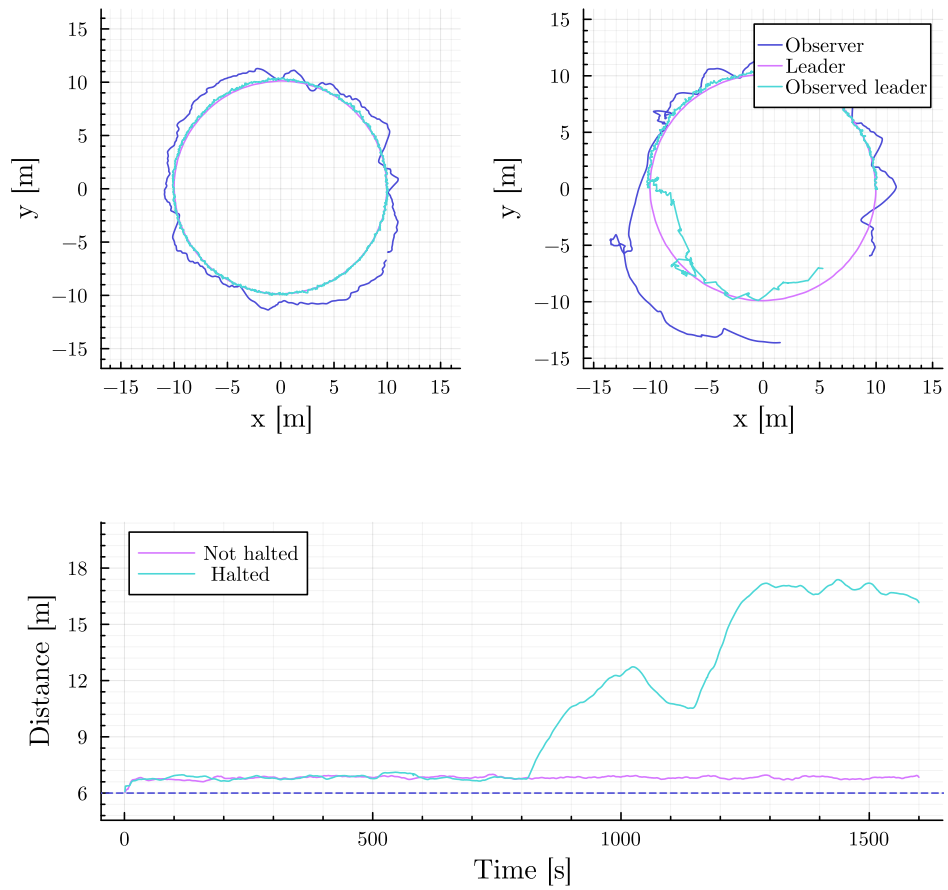 15
10
5
0
−5
−10
−15
y [m]
−15 −10 −5 0 5 10 15
x [m]
15
10
5
0
−5
−10
−15
y [m]
−15 −10 −5 0 5 10 15
x [m]
Observer
Leader
Observed leader
18
15
12
9
6
Distance [m]
0 500 1000 1500
Time [s]
Not halted
Halted